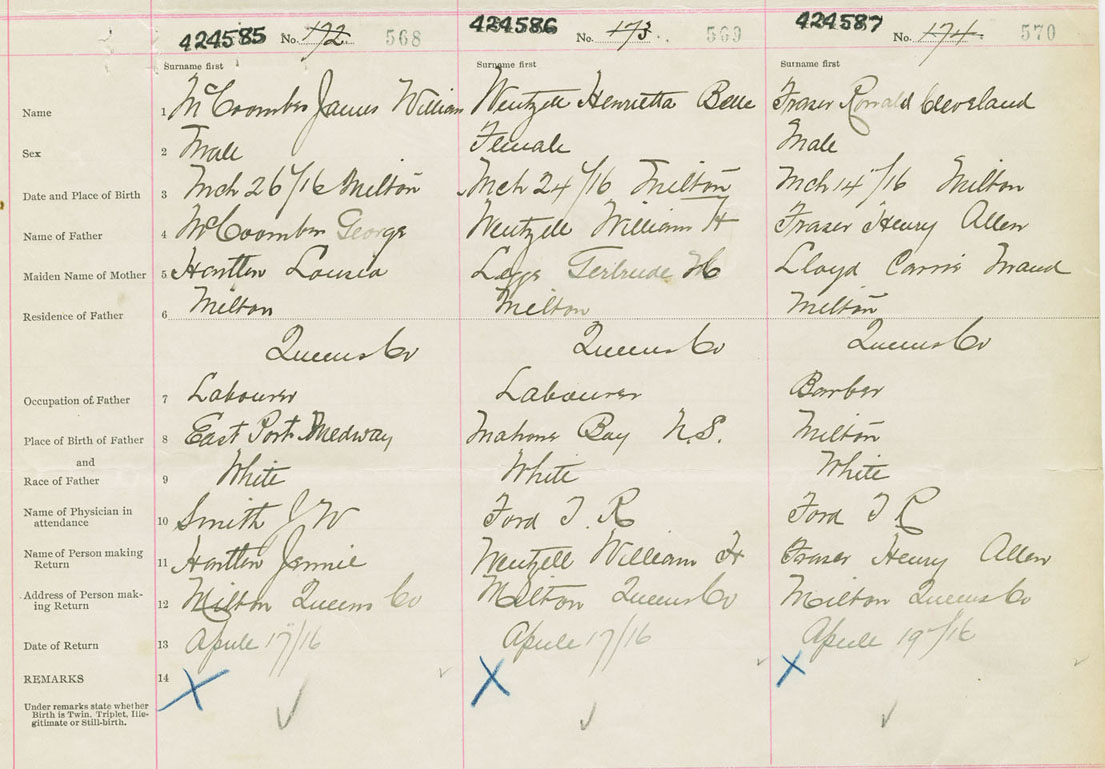 424585 No. 172. 568 424586 No. 173 569 424587 No. 174 570
Surname first Surname first Surname first
Name 1 McCoombs James William Wentzell Henrietta Belle Fraser Ronald Cleveland
Sex 2 Male Female Male
Date and Place of Birth 3 Mch 26/16 Milton Mch 24/16 Milton Mch 14/16 Milton
Name of Father 4 McCoombs George Wentzell William H Fraser Henry Allen
Maiden Name of Mother 5 Hartlen Lousia Gertrude Lloyd Carrie Maud
Residence of Father 6 Milton Milton Milton
Queens Co Queens Co Queens Co
Occupation of Father 7 Labourer Labourer Barber
Place of Birth of Father 8 East Port Medway Mahone Bay N.S. Milton
and
Race of Father 9 White White White
Name of Physician in
attendance 10 Smith J W Ford T. R Ford T R
Name of Person making
Return 11 Hartlen Jennie Wentzell William H Fraser Henry Allen
Address of Person mak-
ing Return 12 Milton Queens Co Milton Queens Co Milton Queens Co
Date of Return 13 Aprile 17/16 Aprile 17/16 Aprile 19/16
REMARKS 14 X X X
Under remarks state whether
Birth is Twin, Triplet, Ille-
gitimate or Still-birth.